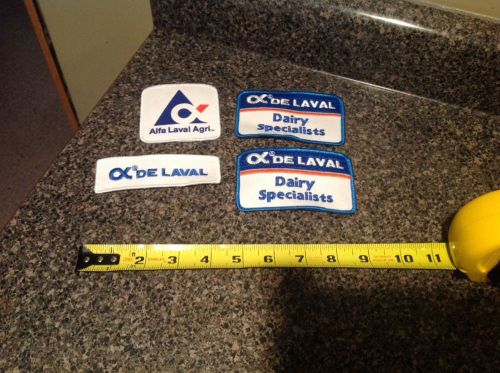 Alfa Laval Agri™
α® DE LAVAL
Dairy
Specialists
α® DE LAVAL
α® DE LAVAL
Dairy
Specialists
2 3 4 5 6 7 8 9 10 11